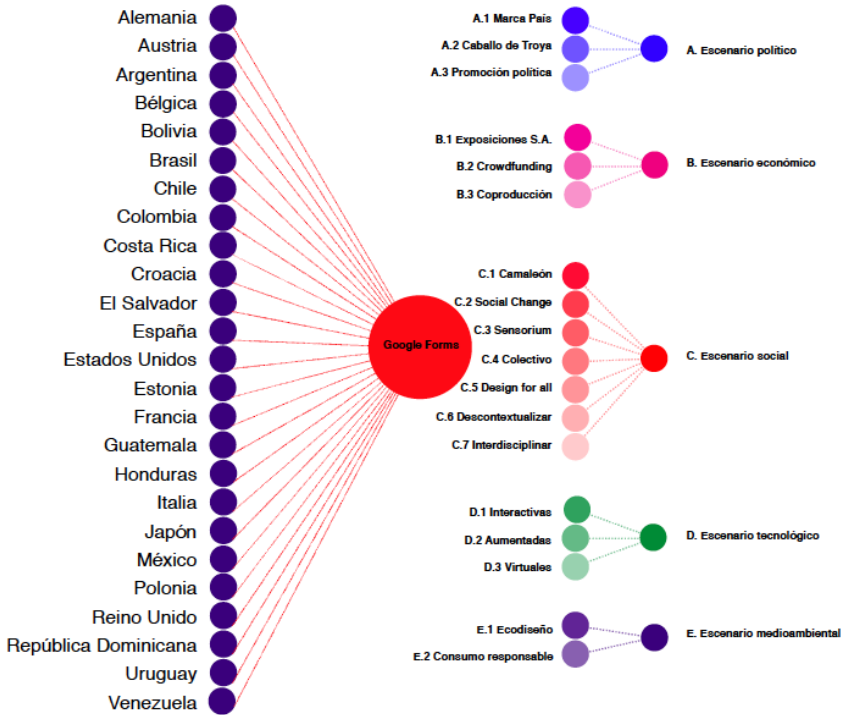 Alemania
Austria
Argentina
Bélgica
Bolivia
Brasil
Chile
Colombia
Costa Rica
Croacia
El Salvador
España
Estados Unidos
Estonia
Francia
Guatemala
Honduras
Italia
Japón
México
Polonia
Reino Unido
República Dominicana
Uruguay
Venezuela
Google Forms
A.1 Marca País
A.2 Caballo de Troya
A.3 Promoción política
A. Escenario político
B.1 Exposiciones S.A.
B.2 Crowdfunding
B.3 Coproducción
B. Escenario económico
C.1 Camaleón
C.2 Social Change
C.3 Sensorium
C.4 Colectivo
C.5 Design for all
C.6 Descontextualizar
C.7 Interdisciplinar
C. Escenario social
D.1 Interactivas
D.2 Aumentadas
D.3 Virtuales
D. Escenario tecnológico
E.1 Ecodiseño
E.2 Consumo responsable
E. Escenario medioambiental